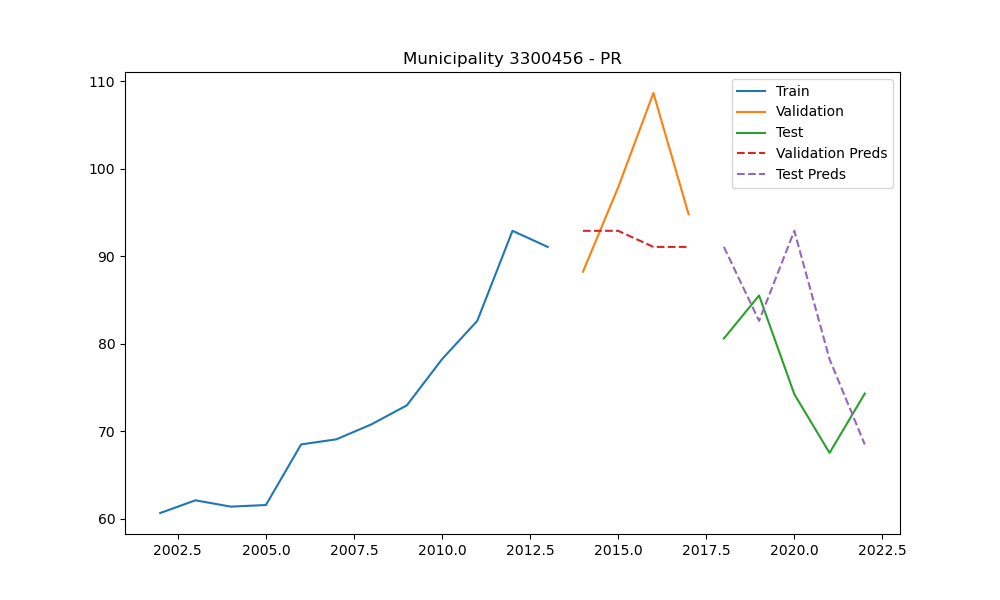 Municipality 3300456 - PR
110
100
90
80
70
60
Train
Validation
Test
Validation Preds
Test Preds
2002.5 2005.0 2007.5 2010.0 2012.5 2015.0 2017.5 2020.0 2022.5